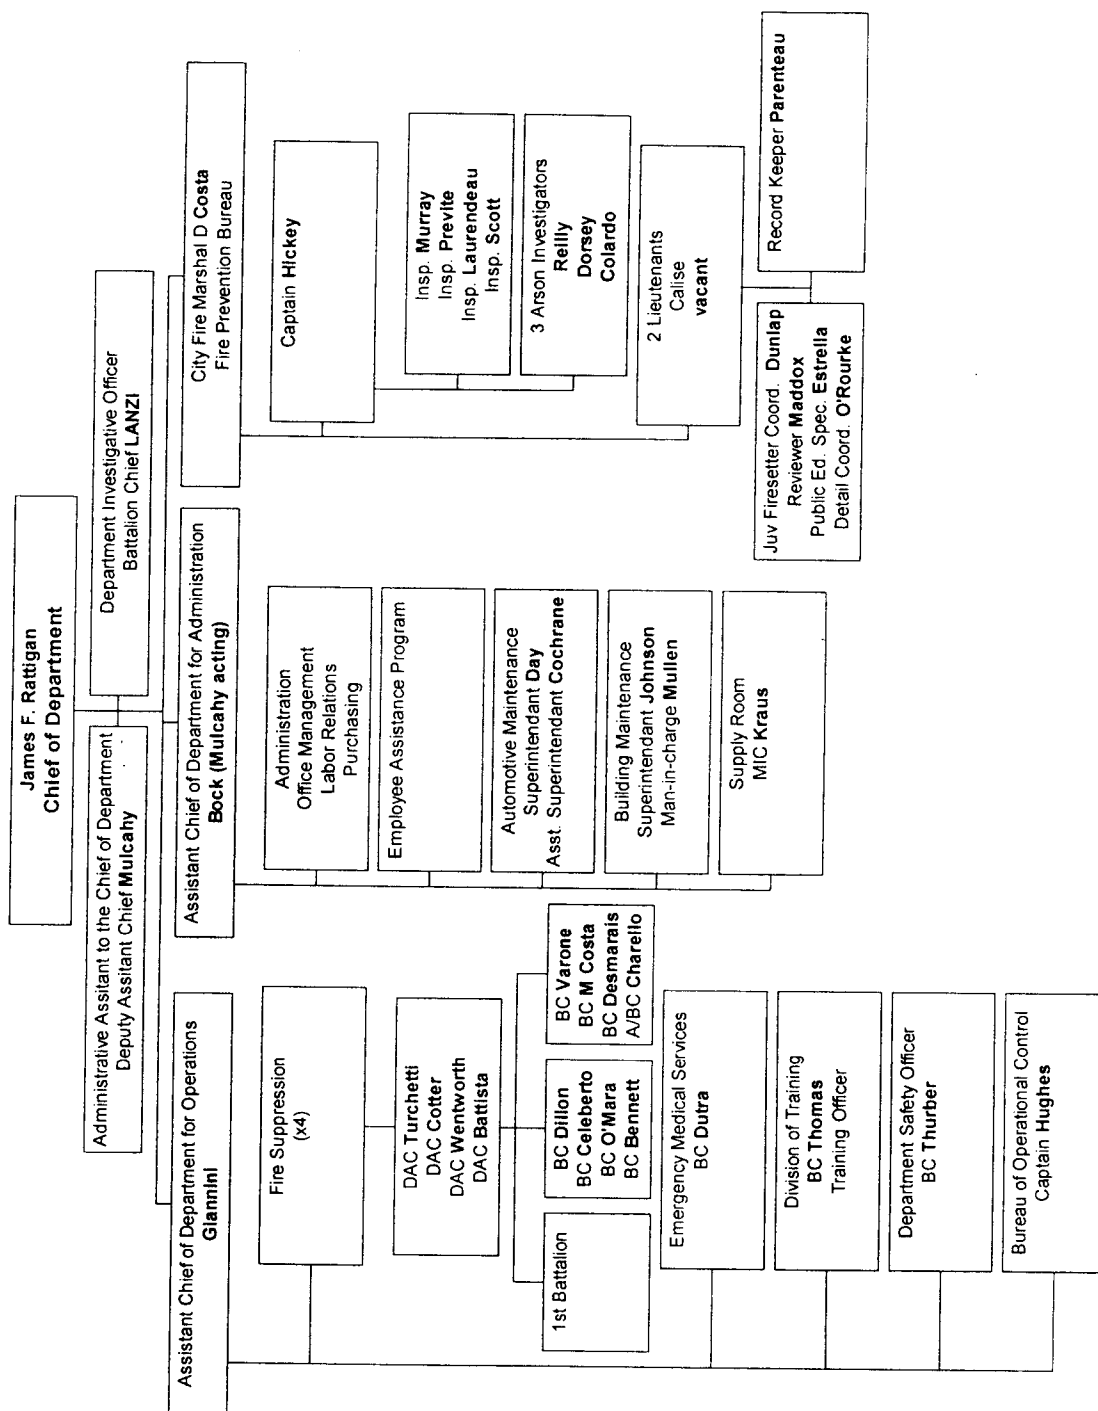 James F. Rattigan
Chief of Department
Administrative Assitant to the Chief of Department
Deputy Assitant Chief Mulcahy
Department Investigative Officer
Battalion Chief LANZI
Assistant Chief of Department for Operations
Giannini
Assistant Chief of Department for Administration
Bock (Mulcahy acting)
City Fire Marshal D Costa
Fire Prevention Bureau
Fire Suppression
(x4)
DAC Turchetti
DAC Cotter
DAC Wentworth
DAC Battista
1st Battalion
BC Dillon
BC Celeberto
BC O'Mara
BC Bennett
BC Varone
BC M Costa
BC Desmarais
A/BC Charello
Emergency Medical Services
BC Dutra
Division of Training
BC Thomas
Training Officer
Department Safety Officer
BC Thurber
Bureau of Operational Control
Captain Hughes
Administration
Office Management
Labor Relations
Purchasing
Employee Assistance Program
Automotive Maintenance
Superintendant Day
Asst. Superintendant Cochrane
Building Maintenance
Superintendant Johnson
Man-in-charge Mullen
Supply Room
MIC Kraus
Captain Hickey
Insp. Murray
Insp. Previte
Insp. Laurendeau
Insp. Scott
3 Arson Investigators
Reilly
Dorsey
Colardo
2 Lieutenants
Calise
vacant
Juv Firesetter Coord. Dunlap
Reviewer Maddox
Public Ed. Spec. Estrella
Detail Coord. O'Rourke
Record Keeper Parenteau